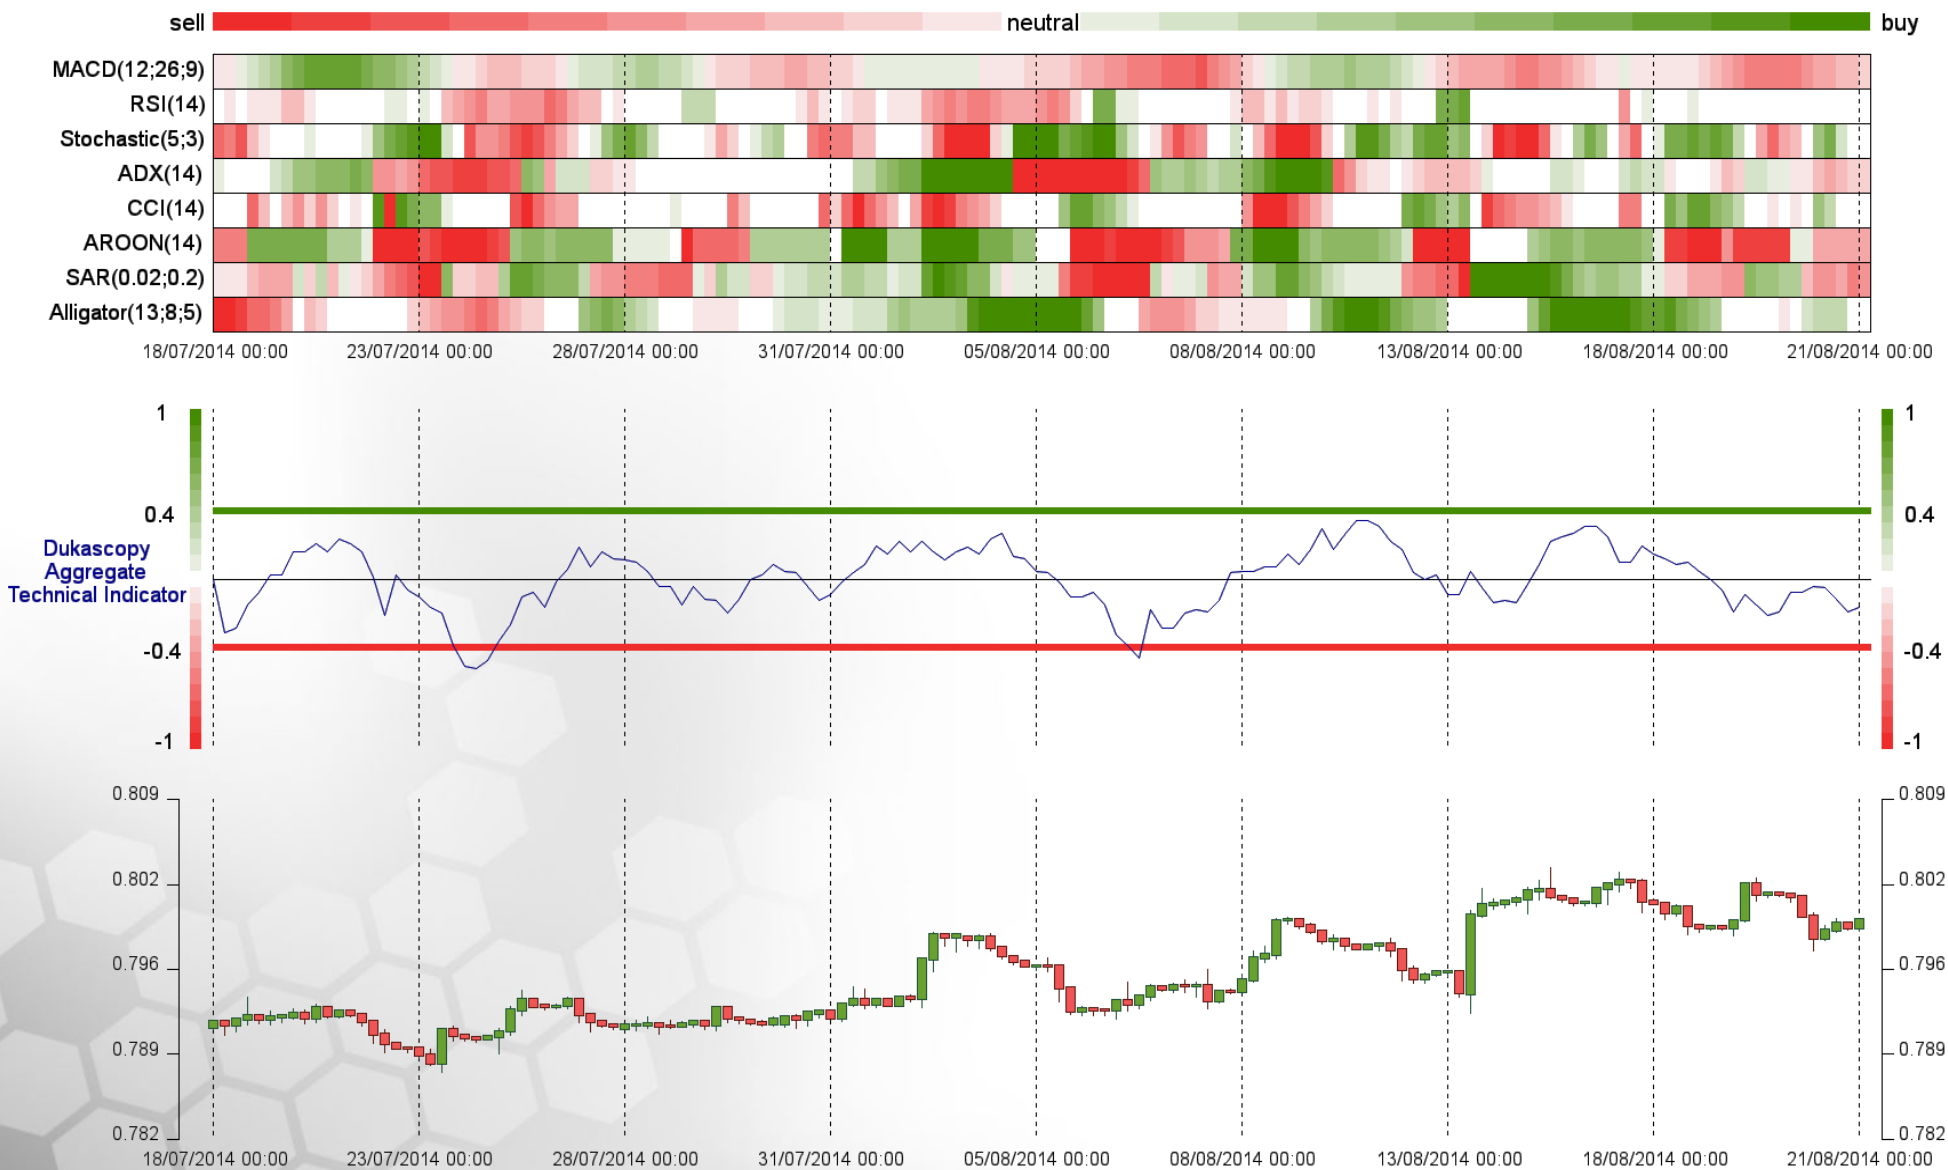 sell neutral buy
MACD(12;26;9)
RSI(14)
Stochastic(5;3)
ADX(14)
CCI(14)
AROON(14)
SAR(0.02;0.2)
Alligator(13;8;5)
18/07/2014 00:00 23/07/2014 00:00 28/07/2014 00:00 31/07/2014 00:00 05/08/2014 00:00 08/08/2014 00:00 13/08/2014 00:00 18/08/2014 00:00 21/08/2014 00:00
1 1
0.4 0.4
Dukascopy
Aggregate
Technical Indicator
-0.4 -0.4
-1 -1
0.809 0.809
0.802 0.802
0.796 0.796
0.789 0.789
0.782 0.782
18/07/2014 00:00 23/07/2014 00:00 28/07/2014 00:00 31/07/2014 00:00 05/08/2014 00:00 08/08/2014 00:00 13/08/2014 00:00 18/08/2014 00:00 21/08/2014 00:00